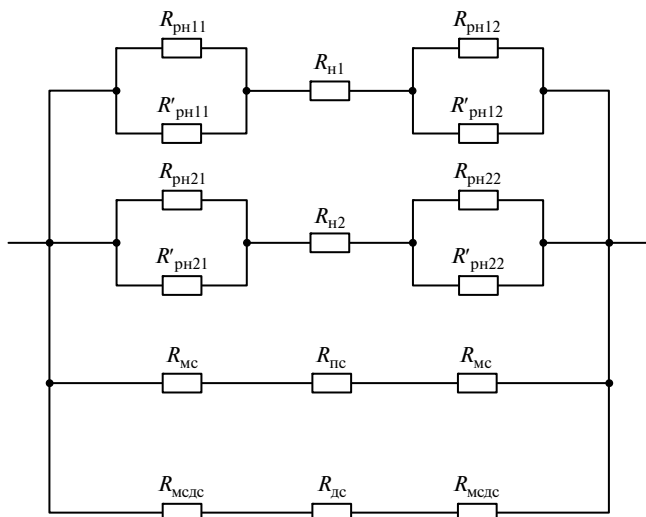 Rрн11 Rн1 Rрн12
R′рн11 R′рн12
Rрн21 Rн2 Rрн22
R′рн21 R′рн22
Rмс Rпс Rмс
Rмсдс Rдс Rмсдс